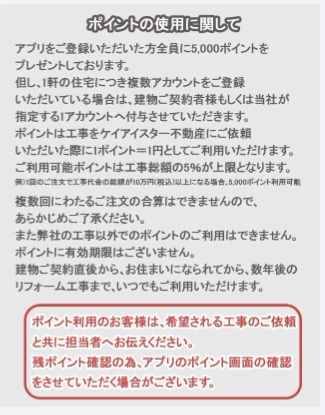 ポイントの使用に関して
アプリをご登録いただいた方全員に5,000ポイントを
プレゼントしております。
但し、1軒の住宅につき複数アカウントをご登録
いただいている場合は、建物ご契約者様もしくは当社が
指定する1アカウントへ付与させていただきます。
ポイントは工事をケイアイスター不動産にご依頼
いただいた際に1ポイント=1円としてご利用いただけます。
ご利用可能ポイントは工事総額の5%が上限となります。
例)1回のご注文で工事代金の総額が10万円(税込)以上になる場合、5,000ポイント利用可能
複数回にわたるご注文の合算はできませんので、
あらかじめご了承ください。
また弊社の工事以外でのポイントのご利用はできません。
ポイントに有効期限はございません。
建物ご契約直後から、お住まいになられてから、数年後の
リフォーム工事まで、いつでもご利用いただけます。
ポイント利用のお客様は、希望される工事のご依頼
と共に担当者へお伝えください。
残ポイント確認の為、アプリのポイント画面の確認
をさせていただく場合がございます。